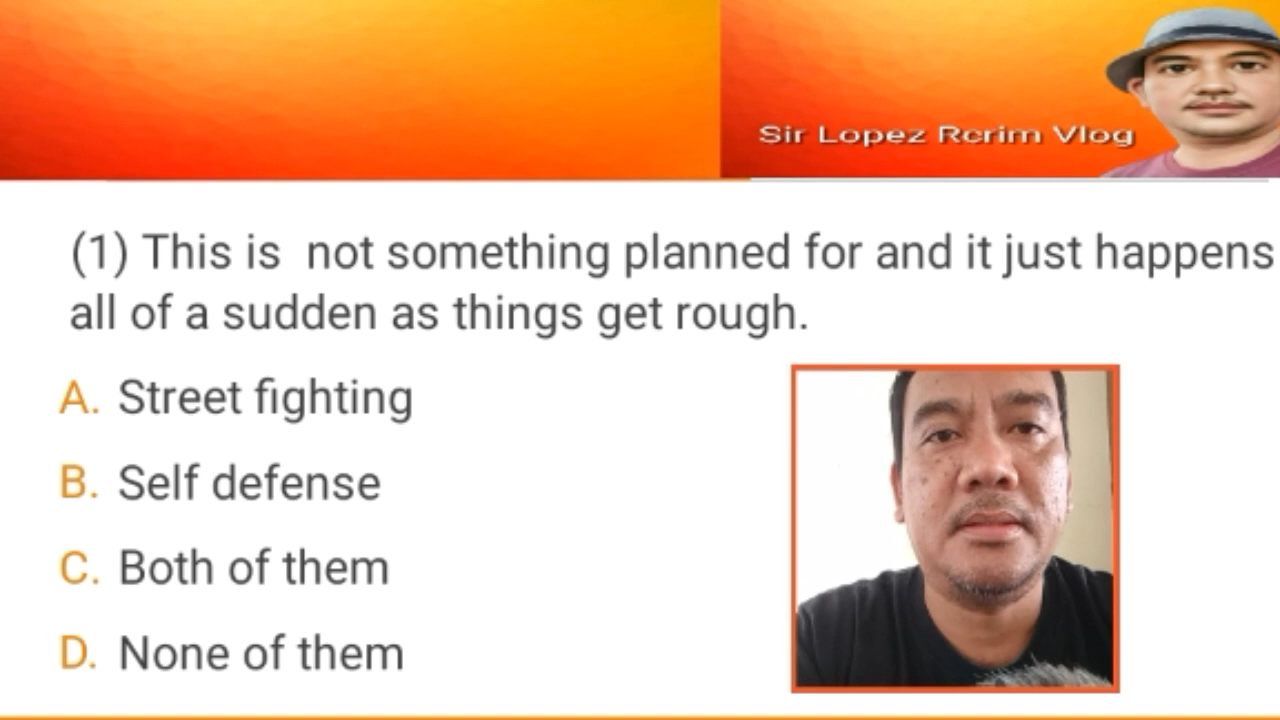 Sir Lopez Rcrim Vlog
(1) This is not something planned for and it just happens
all of a sudden as things get rough.
A. Street fighting
B. Self defense
C. Both of them
D. None of them